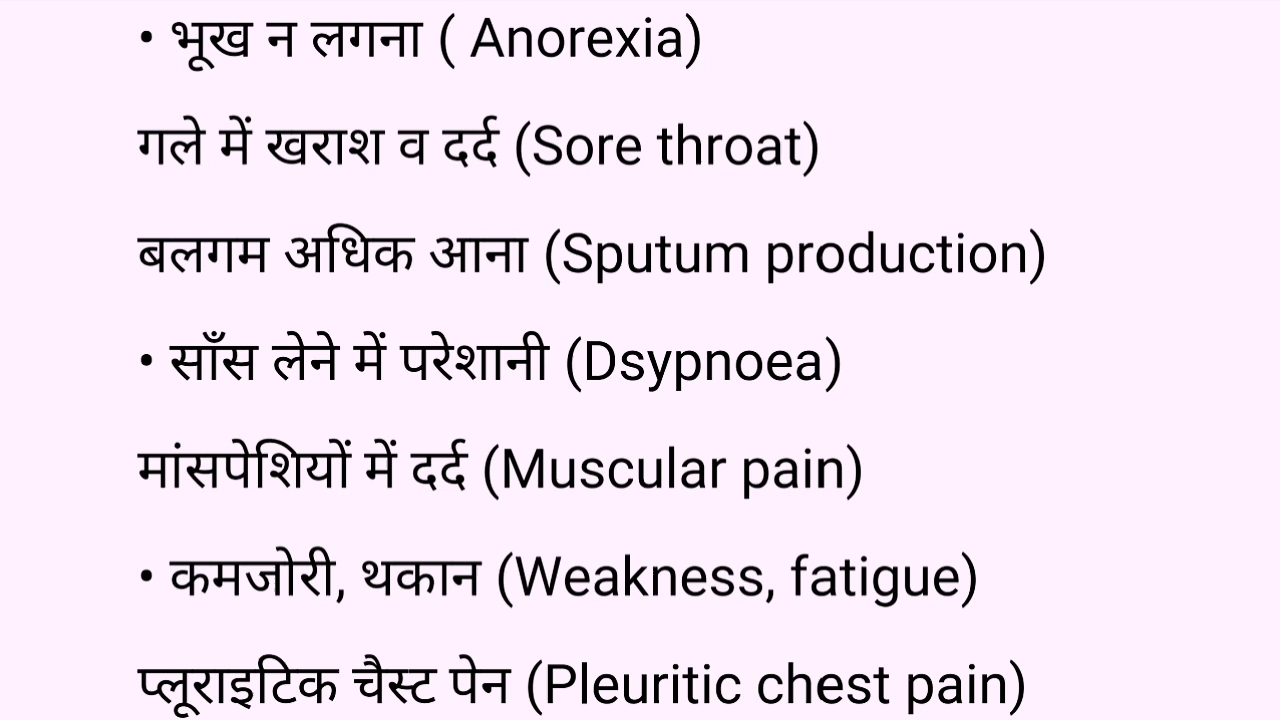 • भूख न लगना ( Anorexia)
गले में खराश व दर्द (Sore throat)
बलगम अधिक आना (Sputum production)
• साँस लेने में परेशानी (Dsypnoea)
मांसपेशियों में दर्द (Muscular pain)
• कमजोरी, थकान (Weakness, fatigue)
प्लूराइटिक चैस्ट पेन (Pleuritic chest pain)